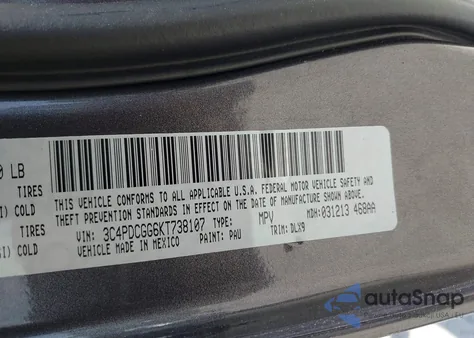 0 LB
TIRES
SI) COLD
TIRES
SI) COLD
THIS VEHICLE CONFORMS TO ALL APPLICABLE U.S.A. FEDERAL MOTOR VEHICLE SAFETY AND
THEFT PREVENTION STANDARDS IN EFFECT ON THE DATE OF MANUFACTURE SHOWN ABOVE.
VIN: 3C4PDCGG6KT738107 TYPE: MPV MDH: 031213 468AA
VEHICLE MADE IN MEXICO PAINT: PAU TRIM: DLX9
autoSnap